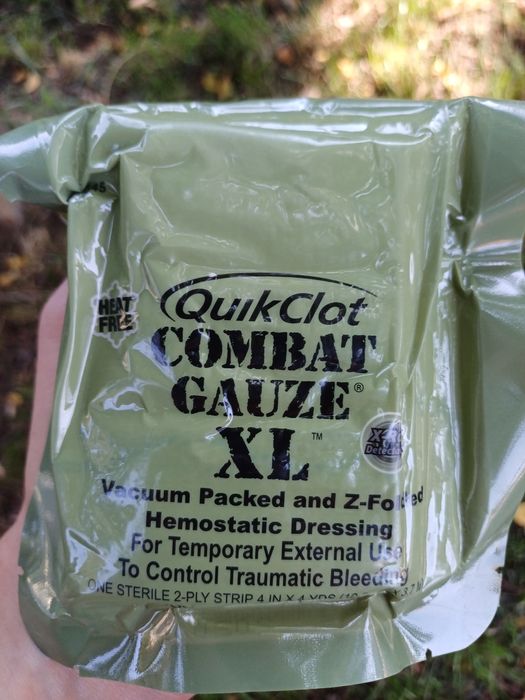 HEAT
FREE
QuikClot
COMBAT
GAUZE®
XL™
Vacuum Packed and Z-Folded
Hemostatic Dressing
For Temporary External Use
To Control Traumatic Bleeding
ONE STERILE 2-PLY STRIP 4 IN X 4 YDS